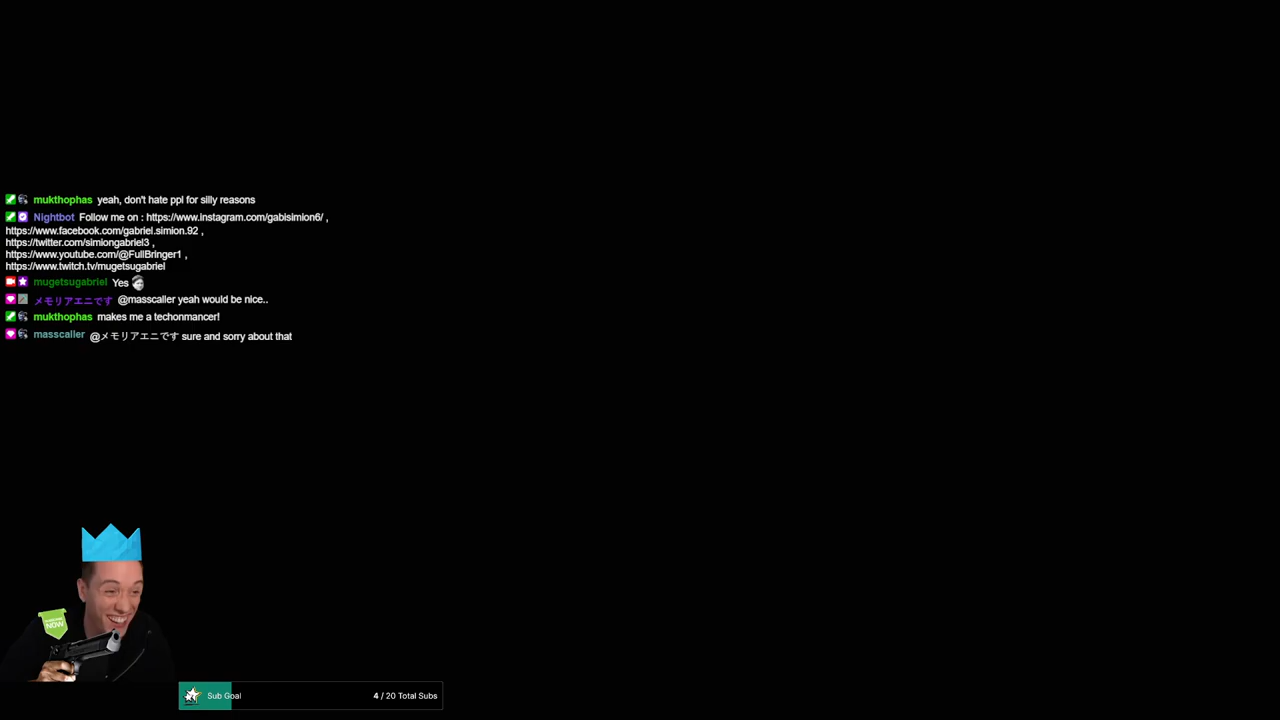 mukthophas yeah, don't hate ppl for silly reasons
Nightbot Follow me on : https://www.instagram.com/gabisimion6/ ,
https://www.facebook.com/gabriel.simion.92 ,
https://twitter.com/simiongabriel3 ,
https://www.youtube.com/@FullBringer1 ,
https://www.twitch.tv/mugetsugabriel
mugetsugabriel Yes
メモリアエニです @masscaller yeah would be nice..
mukthophas makes me a techonmancer!
masscaller @メモリアエニです sure and sorry about that
NOW
Sub Goal 4 / 20 Total Subs